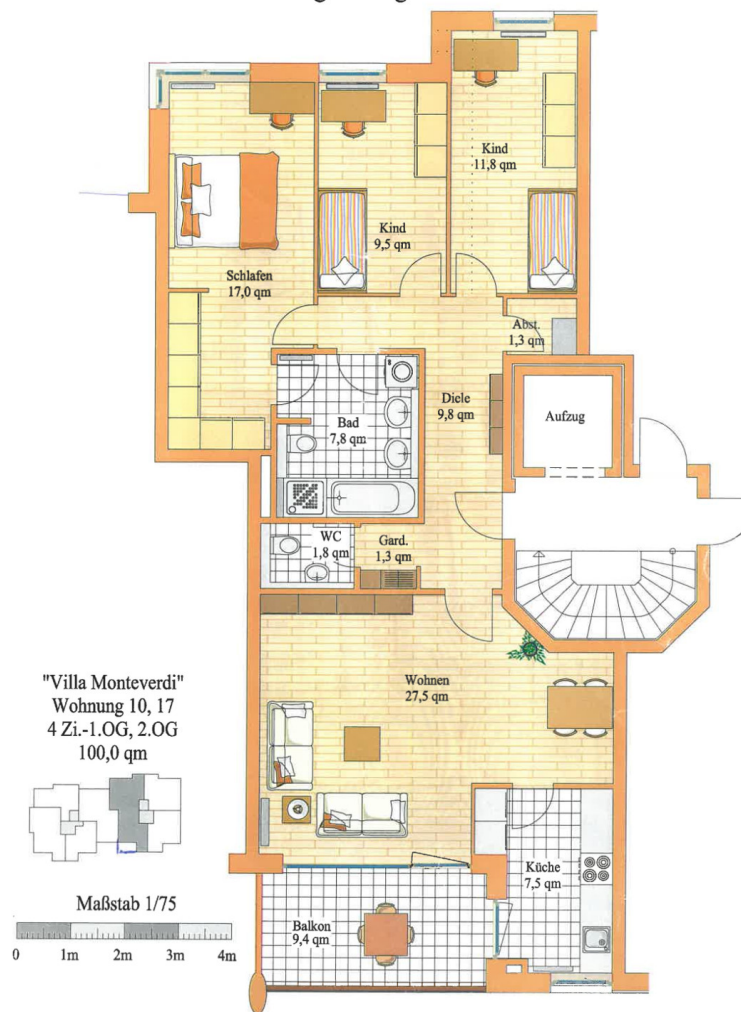 Kind
11,8 qm
Kind
9,5 qm
Schlafen
17,0 qm
Abst.
1,3 qm
Diele
9,8 qm
Aufzug
Bad
7,8 qm
WC
1,8 qm
Gard.
1,3 qm
Wohnen
27,5 qm
"Villa Monteverdi"
Wohnung 10, 17
4 Zi.-1.OG, 2.OG
100,0 qm
Küche
7,5 qm
Maßstab 1/75
Balkon
9,4 qm
0 1m 2m 3m 4m